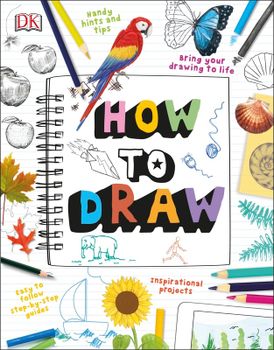 DK
Handy
hints and
tips
Bring your
drawing to life
HOW
TO
DRAW
Easy to
follow
step-by-step
guides
Inspirational
projects